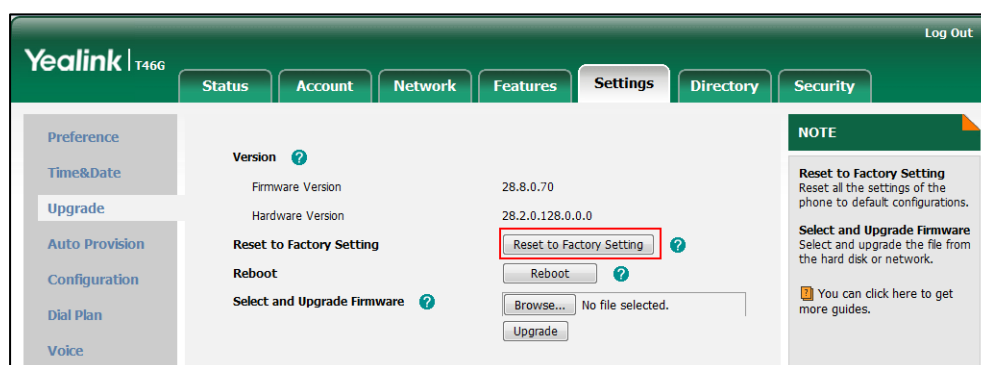 Log Out
Yealink | T46G
Status Account Network Features Settings Directory Security
Preference
Time&Date
Upgrade
Auto Provision
Configuration
Dial Plan
Voice
Version ?
Firmware Version 28.8.0.70
Hardware Version 28.2.0.128.0.0.0
Reset to Factory Setting Reset to Factory Setting ?
Reboot Reboot ?
Select and Upgrade Firmware ? Browse... No file selected.
Upgrade
NOTE
Reset to Factory Setting
Reset all the settings of the
phone to default configurations.
Select and Upgrade Firmware
Select and upgrade the file from
the hard disk or network.
? You can click here to get
more guides.